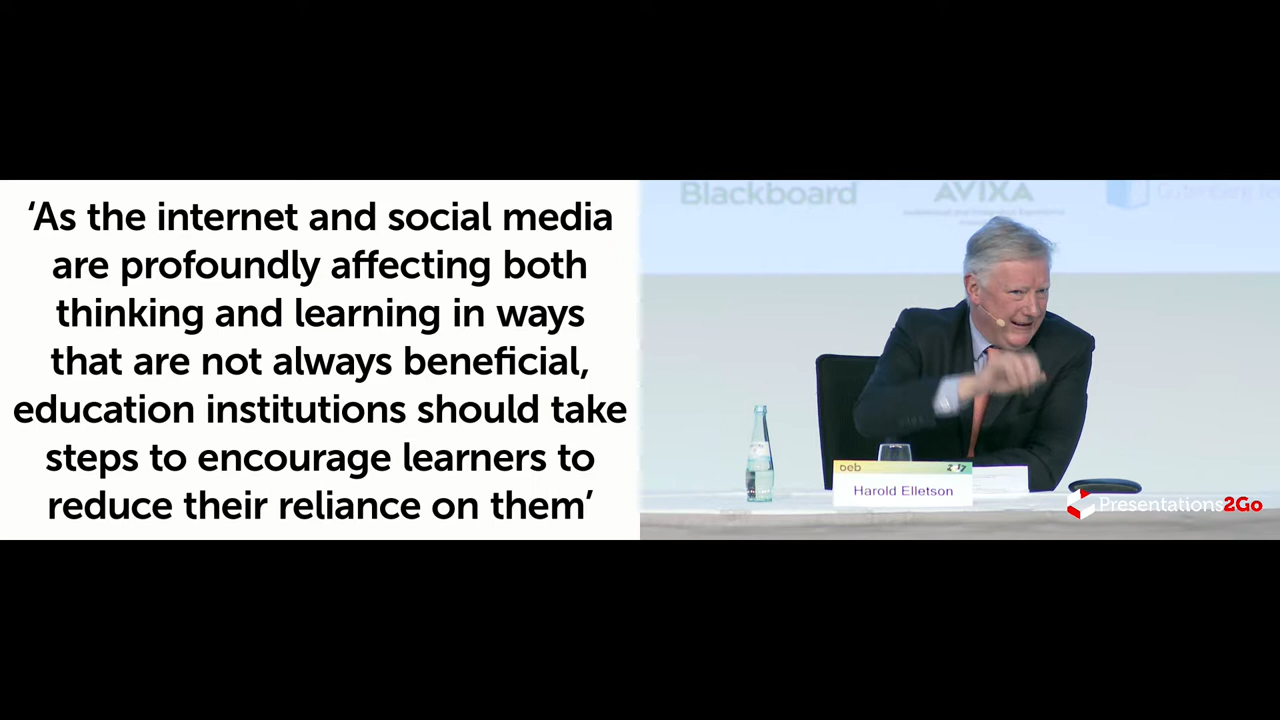 ‘As the internet and social media
are profoundly affecting both
thinking and learning in ways
that are not always beneficial,
education institutions should take
steps to encourage learners to
reduce their reliance on them’
Blackboard
AVIXA
oeb
Harold Elletson
Presentations2Go